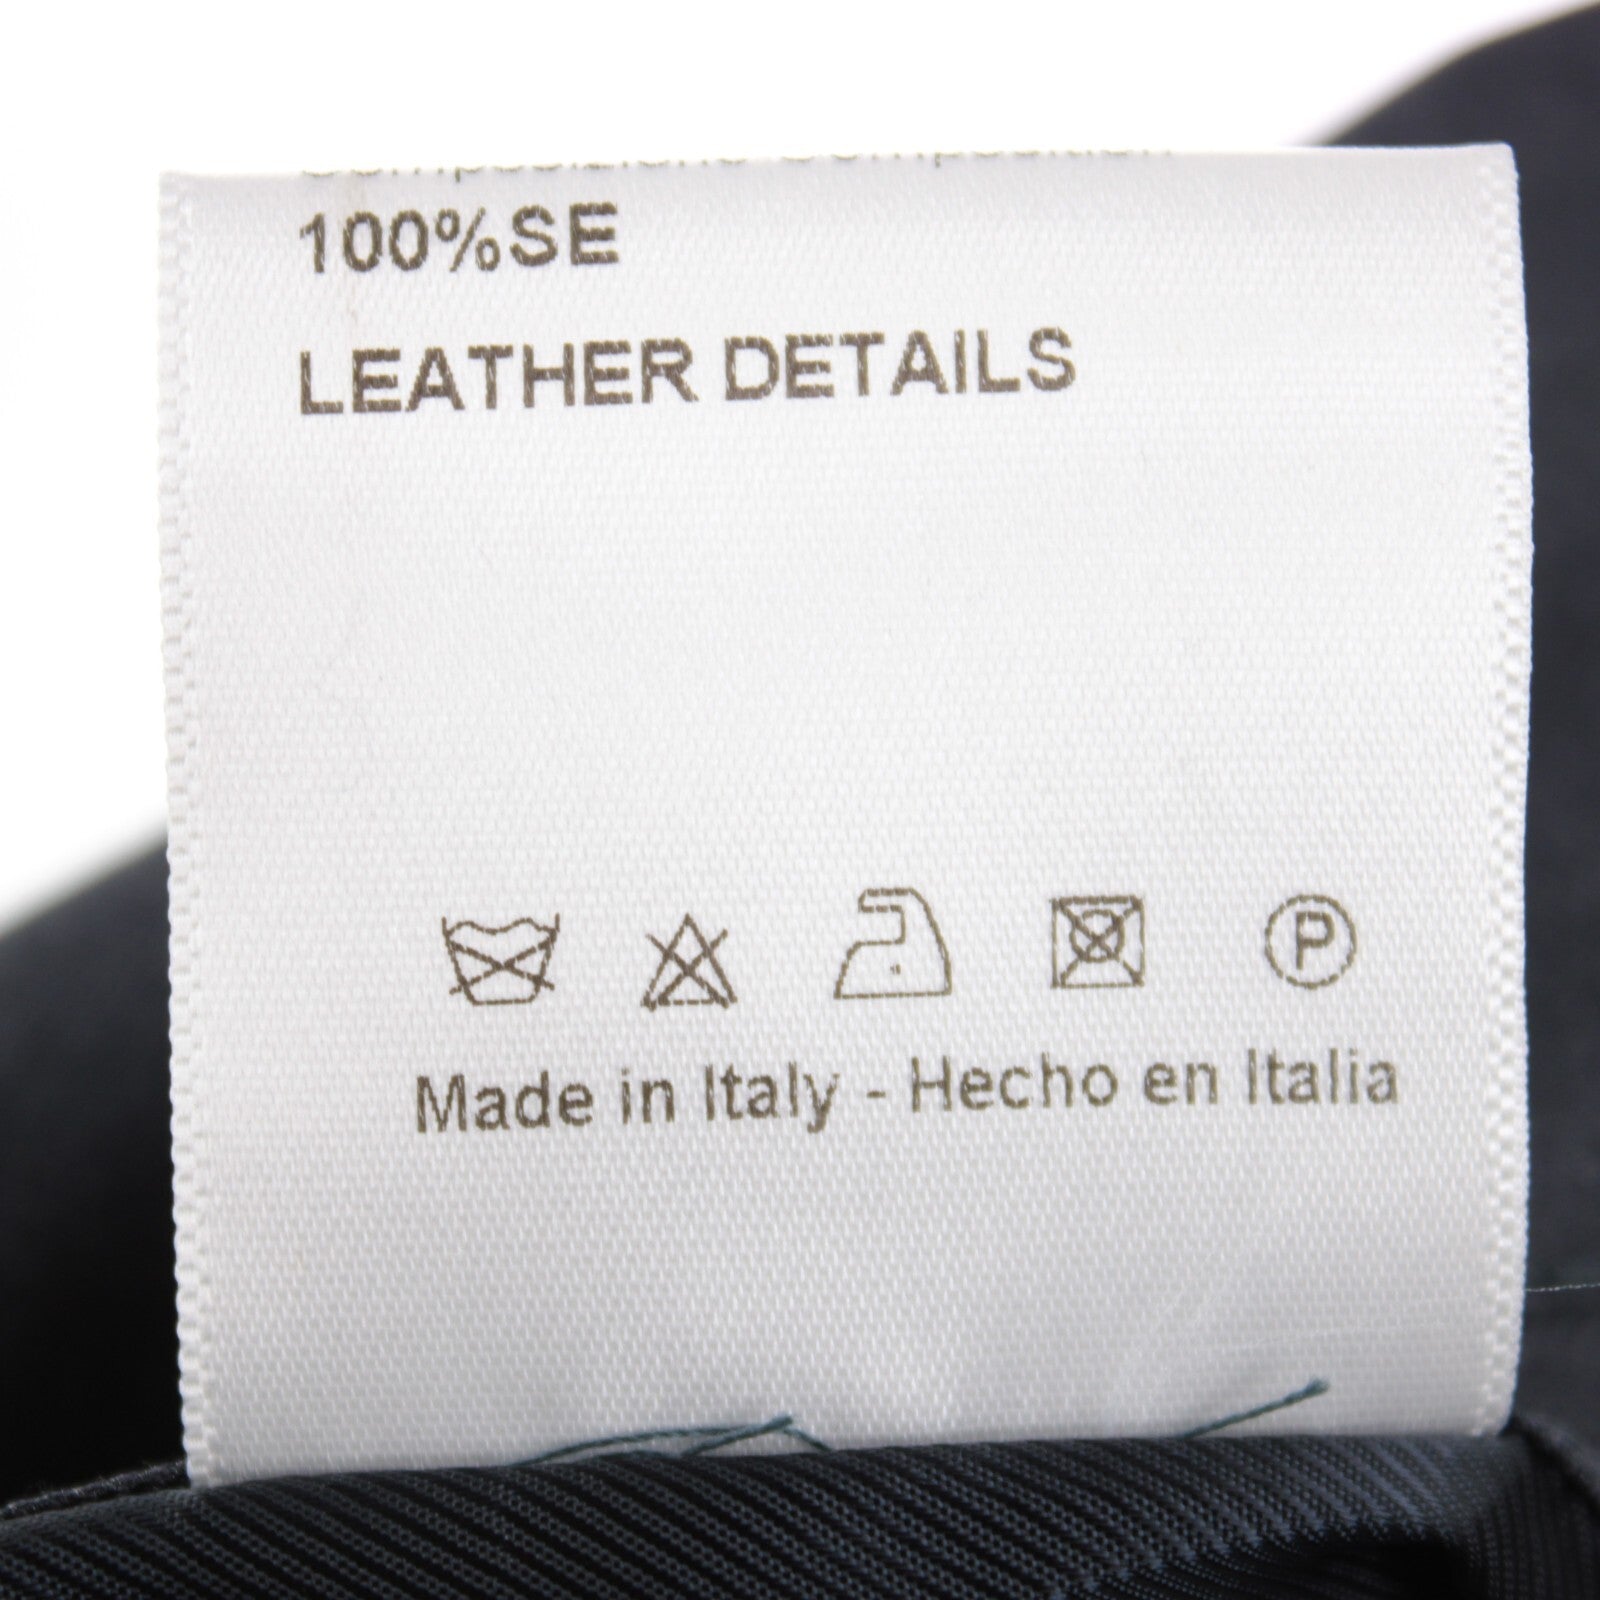 100%SE
LEATHER DETAILS
P
Made in Italy - Hecho en Italia